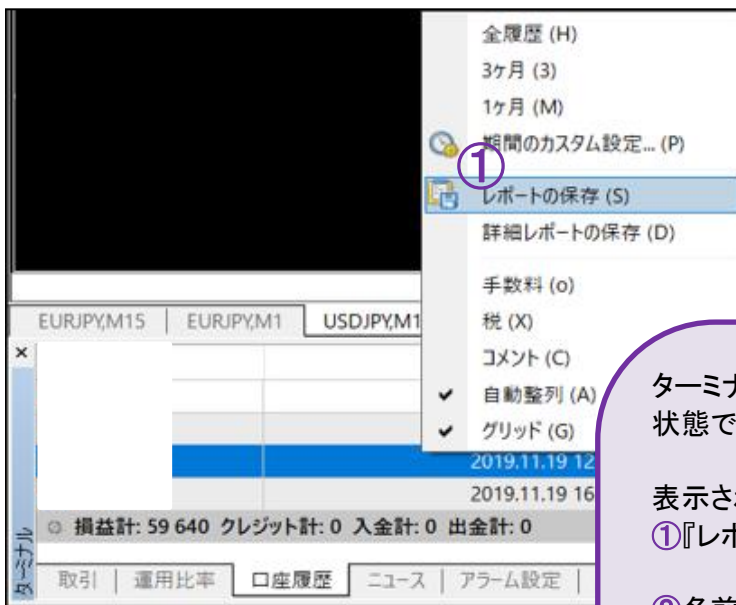 全履歴 (H)
3ケ月 (3)
1ケ月 (M)
期間のカスタム設定... (P)
①
レポートの保存 (S)
詳細レポートの保存 (D)
手数料 (o)
税 (X)
コメント (C)
自動整列 (A)
グリッド (G)
EURJPY,M15
EURJPY,M1
USDJPY,M1
2019.11.19 12
2019.11.19 16
損益計: 59 640 クレジット計: 0 入金計: 0 出金計: 0
ターミナル
取引
運用比率
口座履歴
ニュース
アラーム設定
ターミナ
状態で
表示さ
①『レポ
②名前